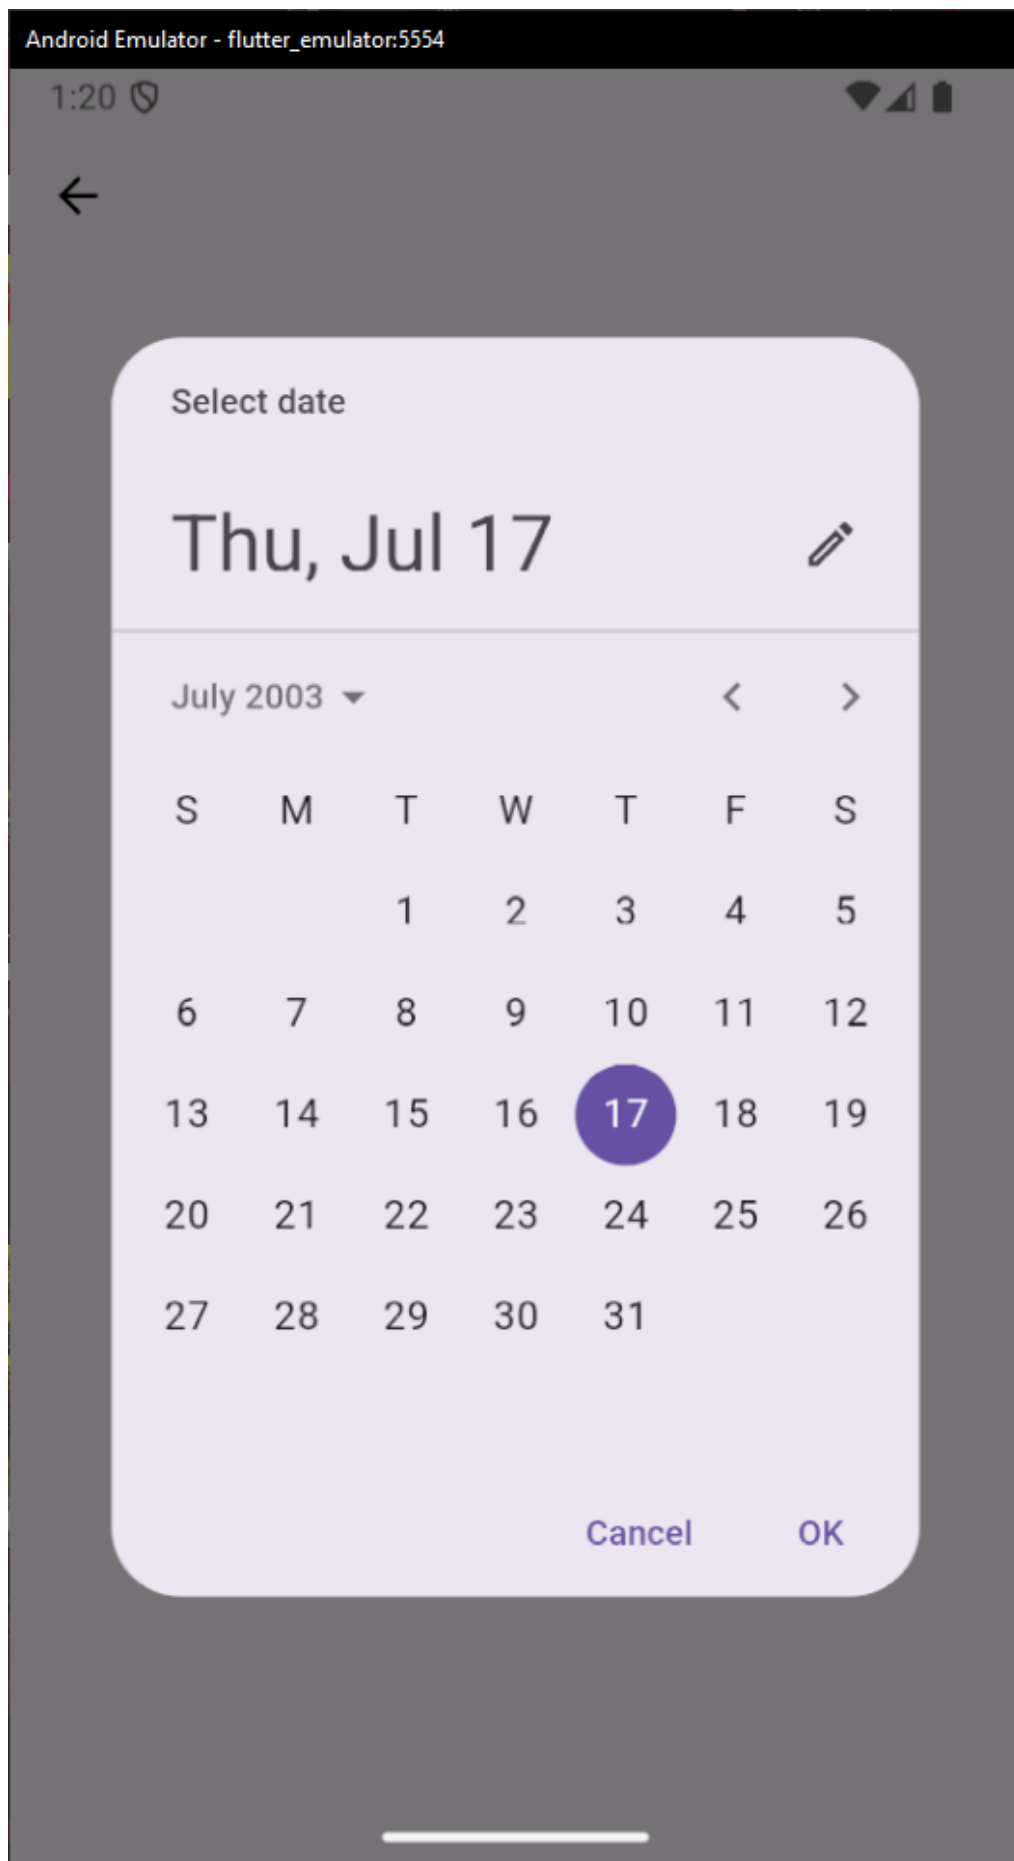 Android Emulator - flutter_emulator:5554
1:20
Select date
Thu, Jul 17
July 2003
S M T W T F S
1 2 3 4 5
6 7 8 9 10 11 12
13 14 15 16 17 18 19
20 21 22 23 24 25 26
27 28 29 30 31
Cancel OK